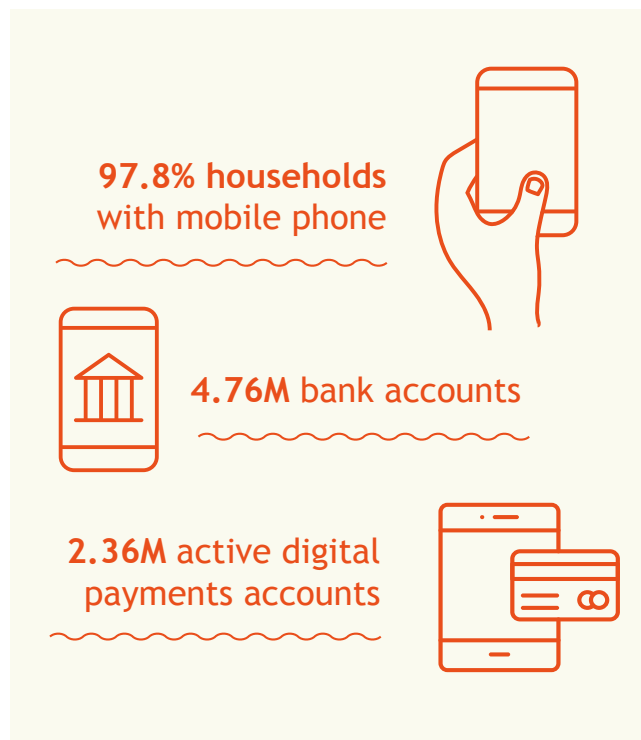 97.8% households
with mobile phone
4.76M bank accounts
2.36M active digital
payments accounts